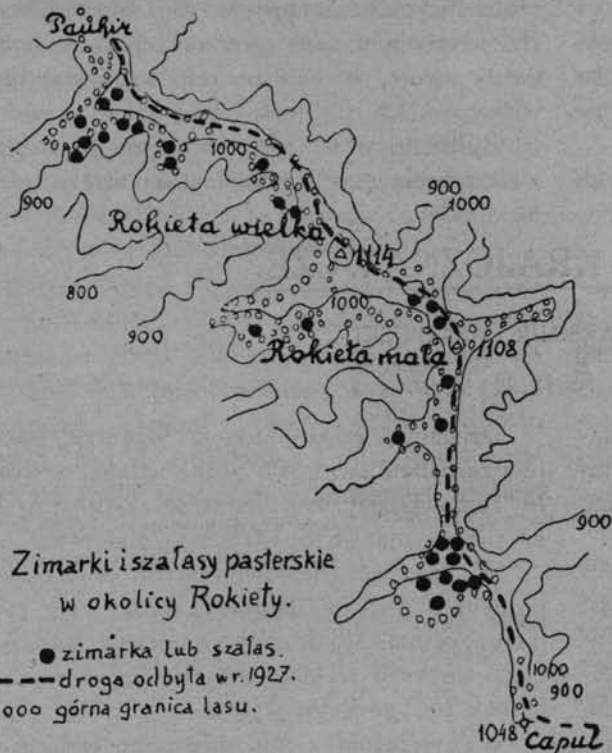 Pauhir
1000
900
Rokieta wielka
900
1000
1114
800
1000
900
Rokieta mała
1108
900
Zimarki i szałasy pasterskie
w okolicy Rokiety.
zimarka lub szałas.
droga odbyta w r. 1927.
górna granica lasu.
1000
900
1048
Capul